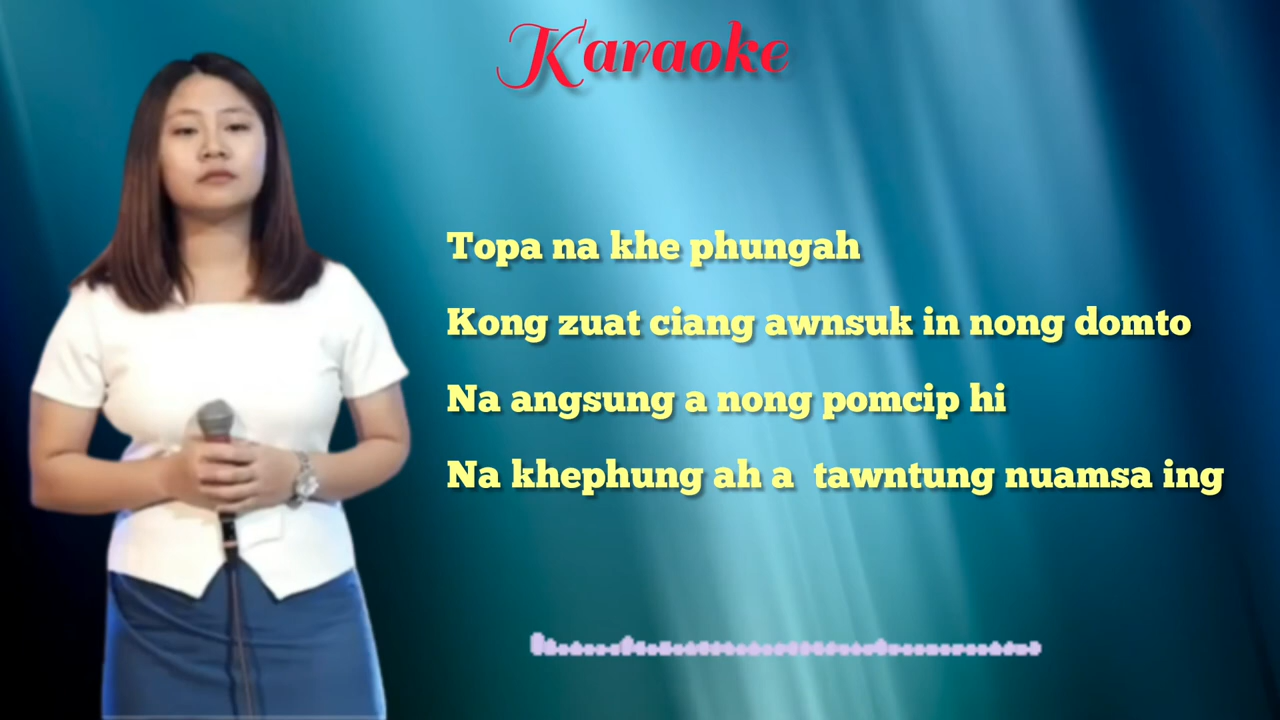 Karaoke
Topa na khe phungah
Kong zuat ciang awnsuk in nong domto
Na angsung a nong pomcip hi
Na khephung ah a tawntung nuamsa ing